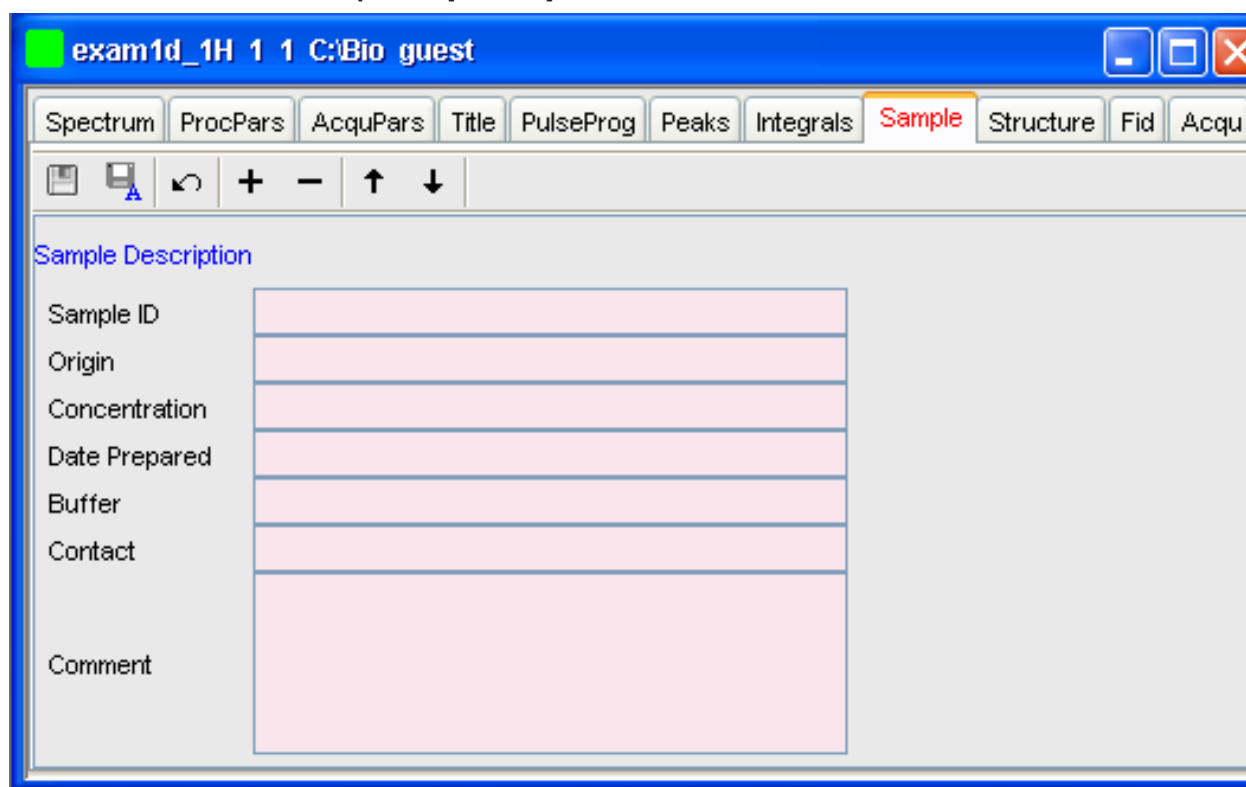 exam1d_1H 1 1 C:\Bio guest
Spectrum ProcPars AcquPars Title PulseProg Peaks Integrals Sample Structure Fid Acqu
A
Sample Description
Sample ID
Origin
Concentration
Date Prepared
Buffer
Contact
Comment